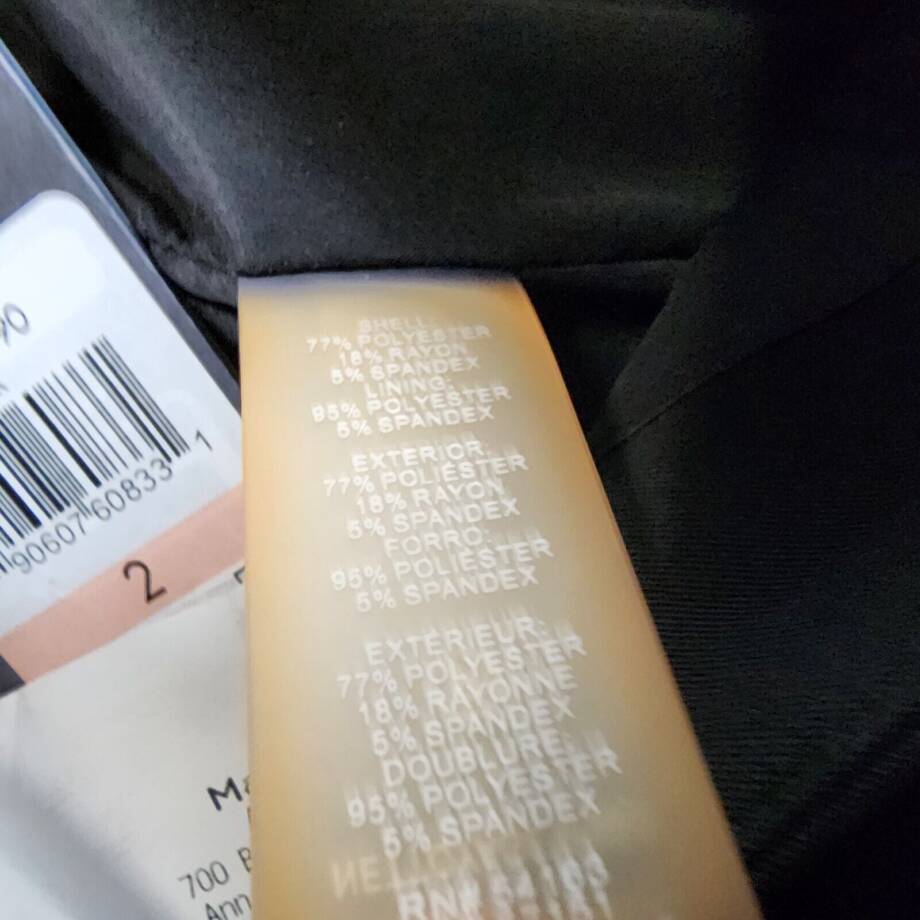 90
90607 60833 1
2
700 B
Ann
SHELL:
77% POLYESTER
18% RAYON
5% SPANDEX
LINING:
95% POLYESTER
5% SPANDEX
EXTERIOR:
77% POLIÉSTER
18% RAYON
5% SPANDEX
FORRO:
95% POLIÉSTER
5% SPANDEX
EXTÉRIEUR:
77% POLYESTER
18% RAYONNE
5% SPANDEX
DOUBLURE:
95% POLYESTER
5% SPANDEX
RN#